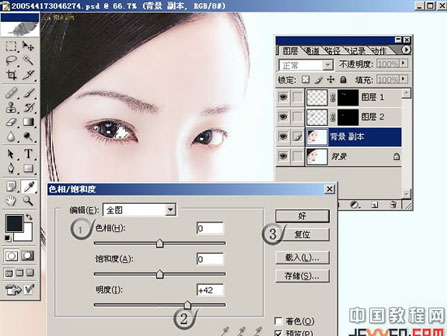 200544173046274.psd @ 66.7% (背景 副本, RGB/8#)
图层 通道 路径 记录 动作
正常 不透明度: 100%
锁定: 填充: 100%
图层 1
图层 2
背景 副本
背景
色相/饱和度
编辑(E): 全图
好
1 色相(H): 0
3 复位
饱和度(A): 0
载入(L)...
明度(I): +42
存储(S)...
2
着色(O)
预览(P)
中国教程网